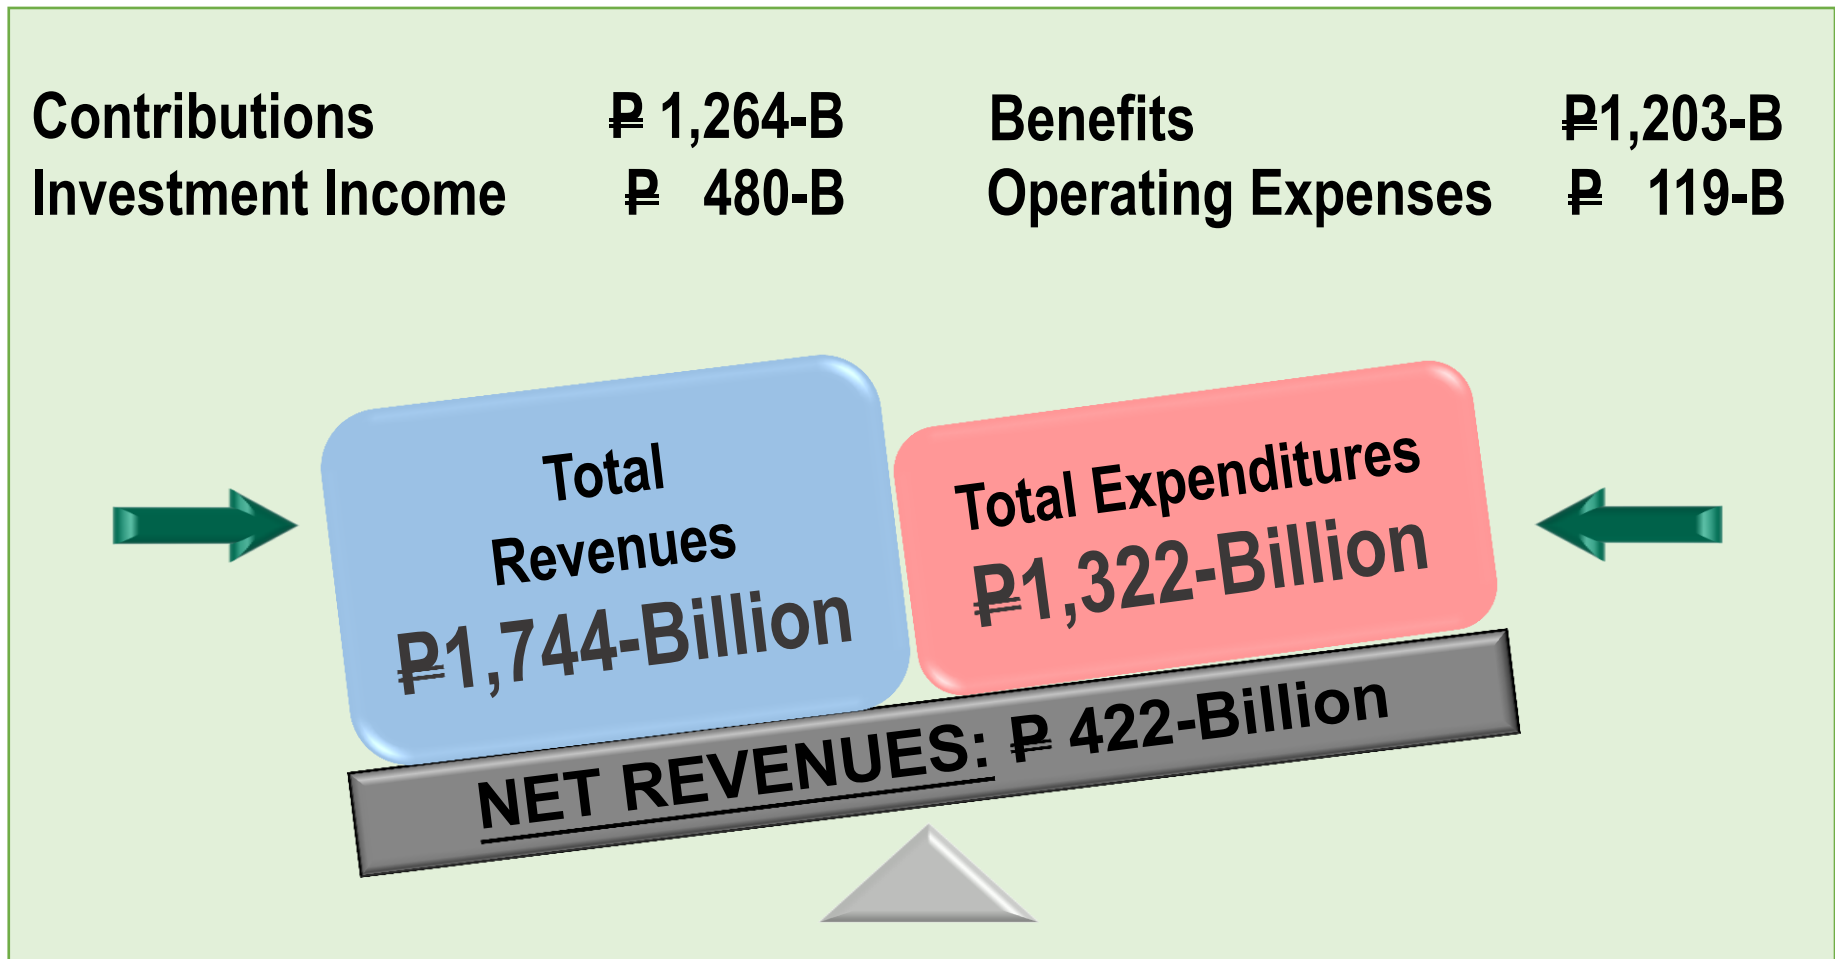 Contributions ₱ 1,264-B
Investment Income ₱ 480-B
Benefits ₱1,203-B
Operating Expenses ₱ 119-B
Total
Revenues
₱1,744-Billion
Total Expenditures
₱1,322-Billion
NET REVENUES: ₱ 422-Billion